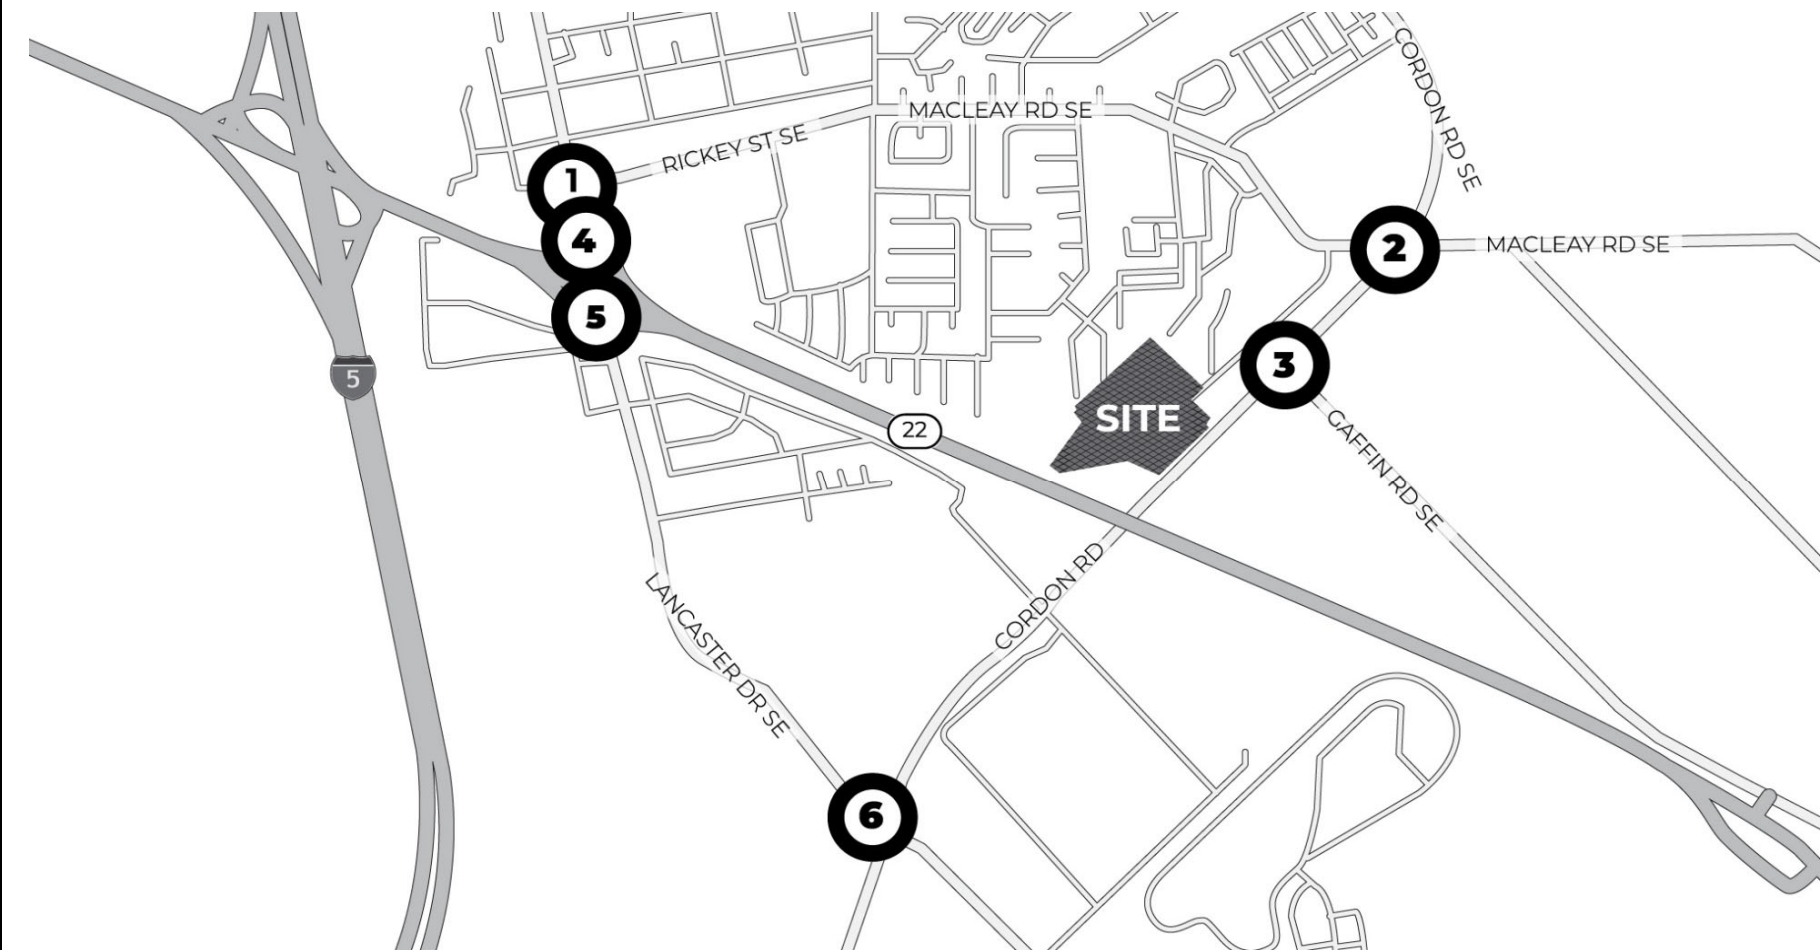 CORDON RD SE
MACLEAY RD SE
RICKEY ST SE
1
4
2
MACLEAY RD SE
5
3
5
SITE
22
GAFFIN RD SE
CORDON RD
LANCASTER DR SE
6